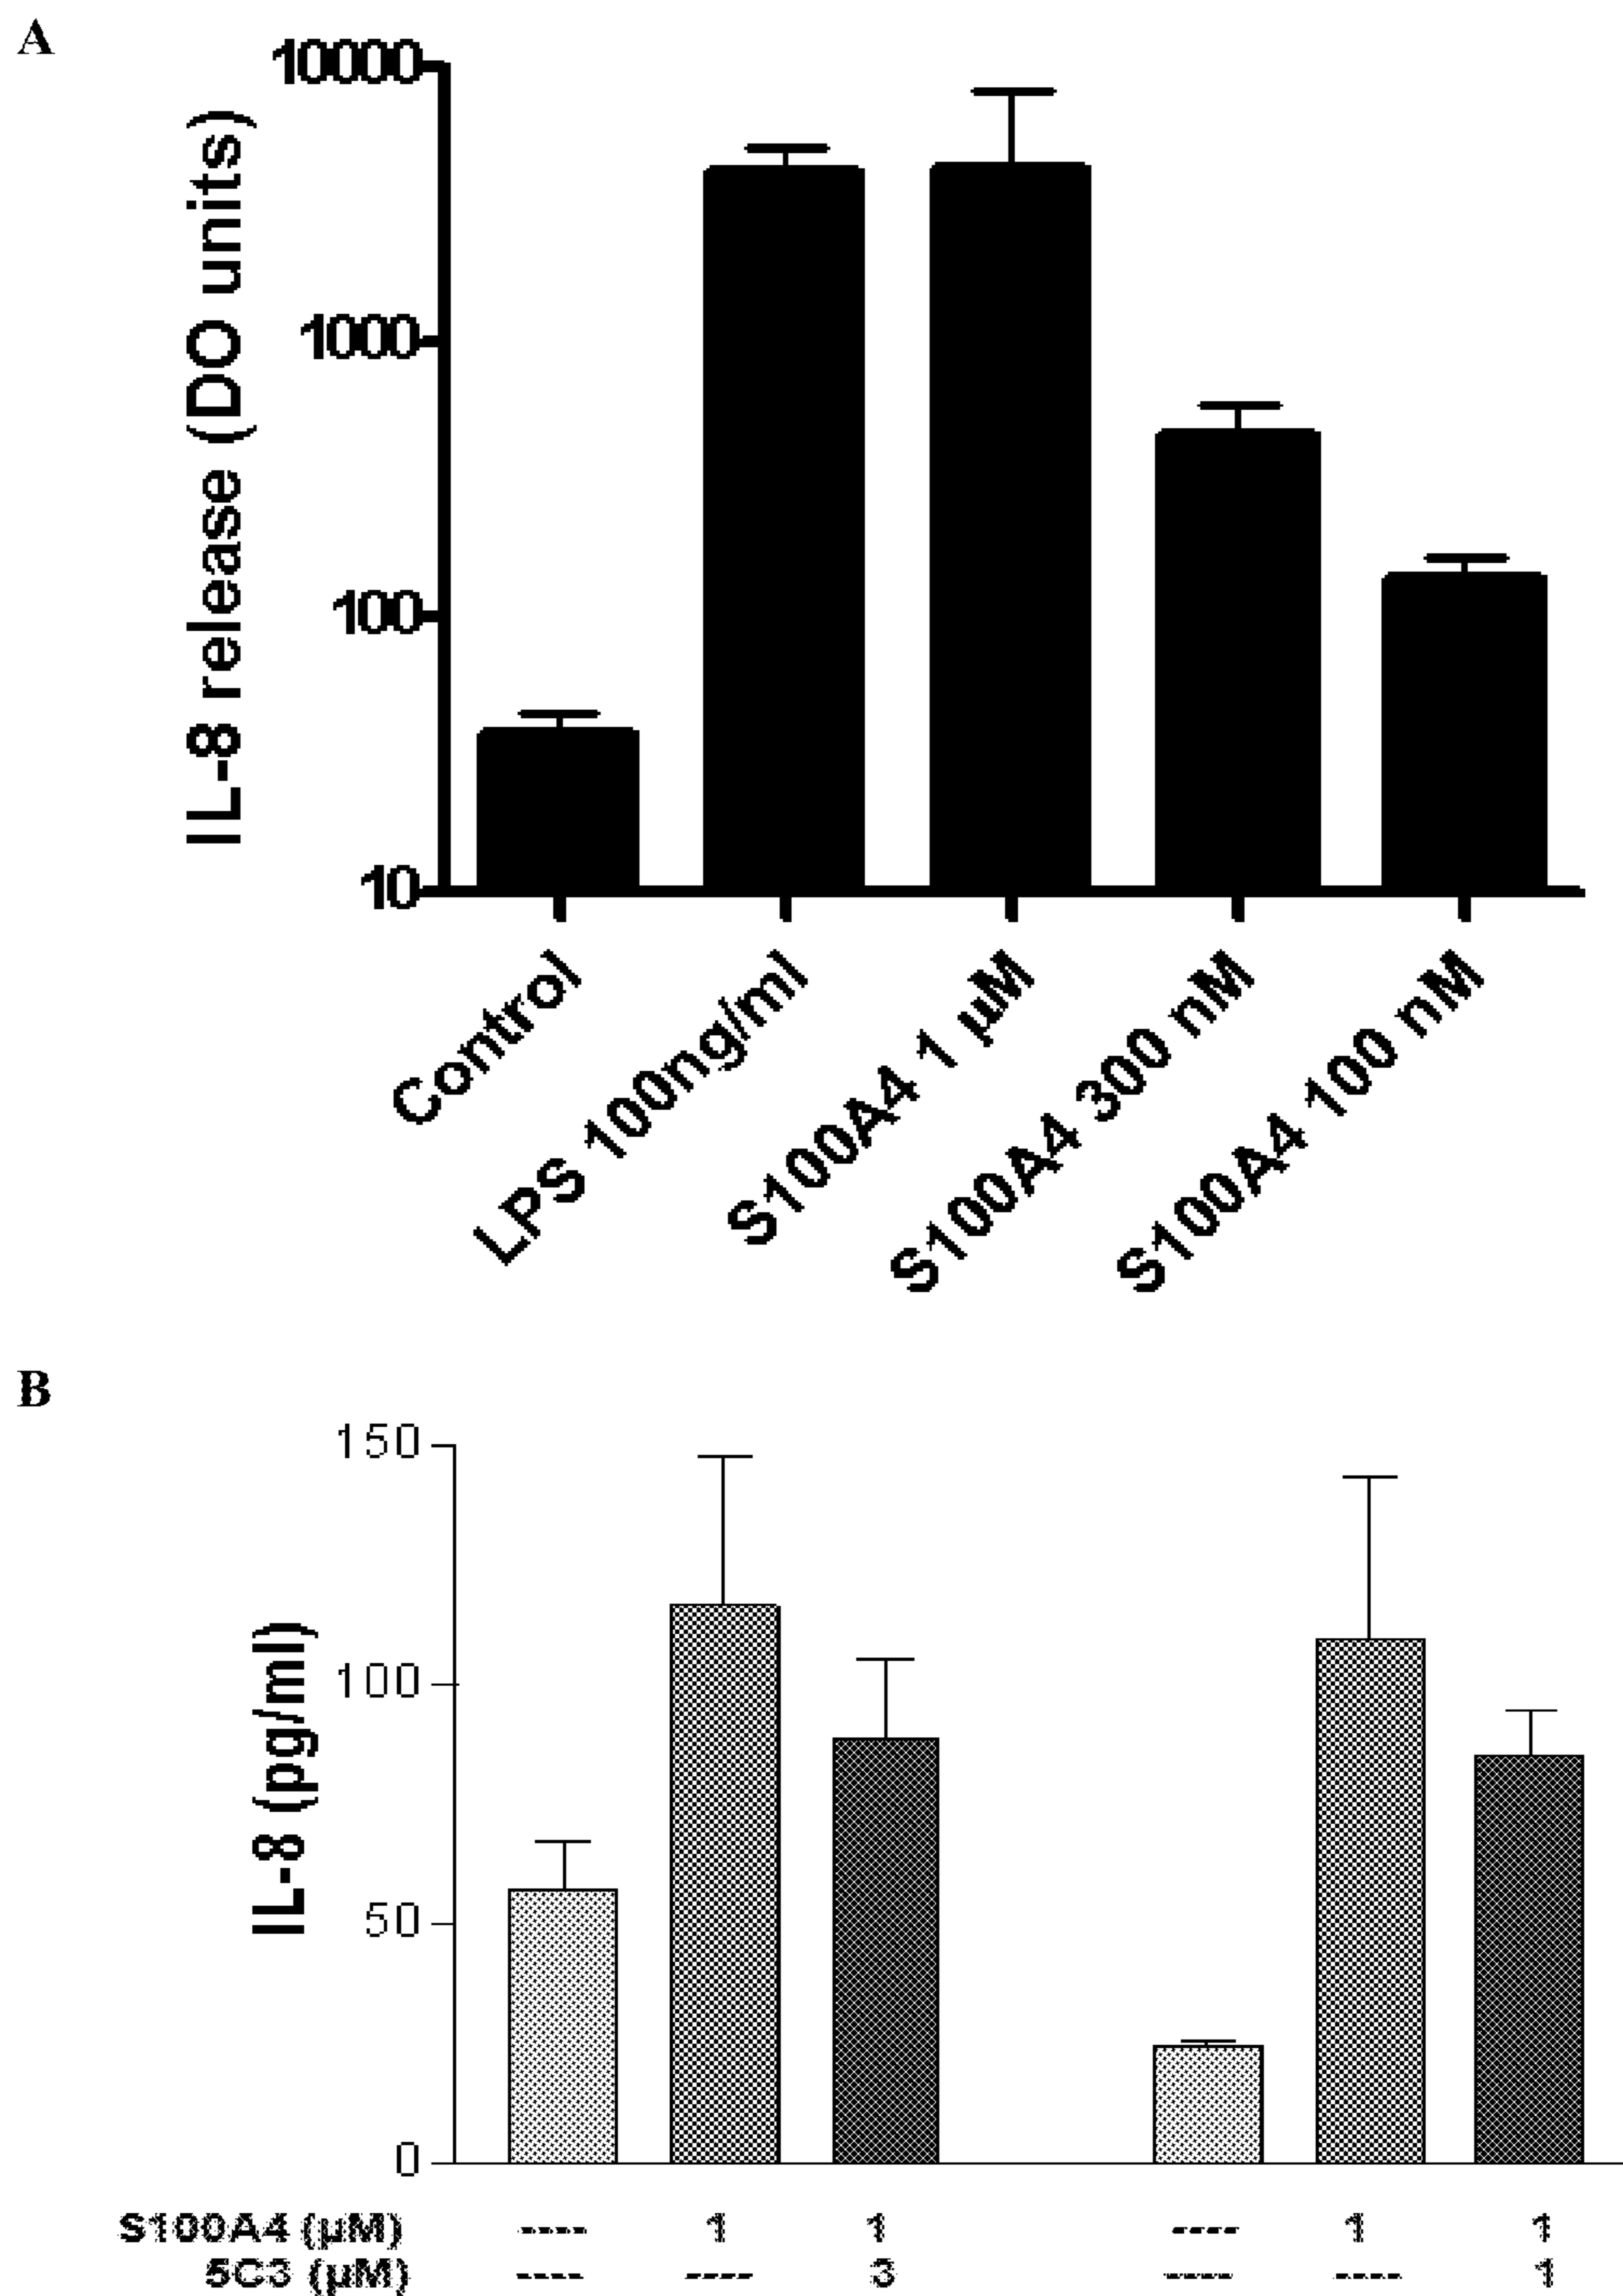 A
10000
1000
100
10
IL-8 release (DO units)
Control
LPS 100ng/ml
S100A4 1 µM
S100A4 300 nM
S100A4 100 nM
B
150
100
50
0
IL-8 (pg/ml)
S100A4 (µM) ---- 1 1 ---- 1 1
5C3 (µM) ---- ---- 3 ---- ---- 1